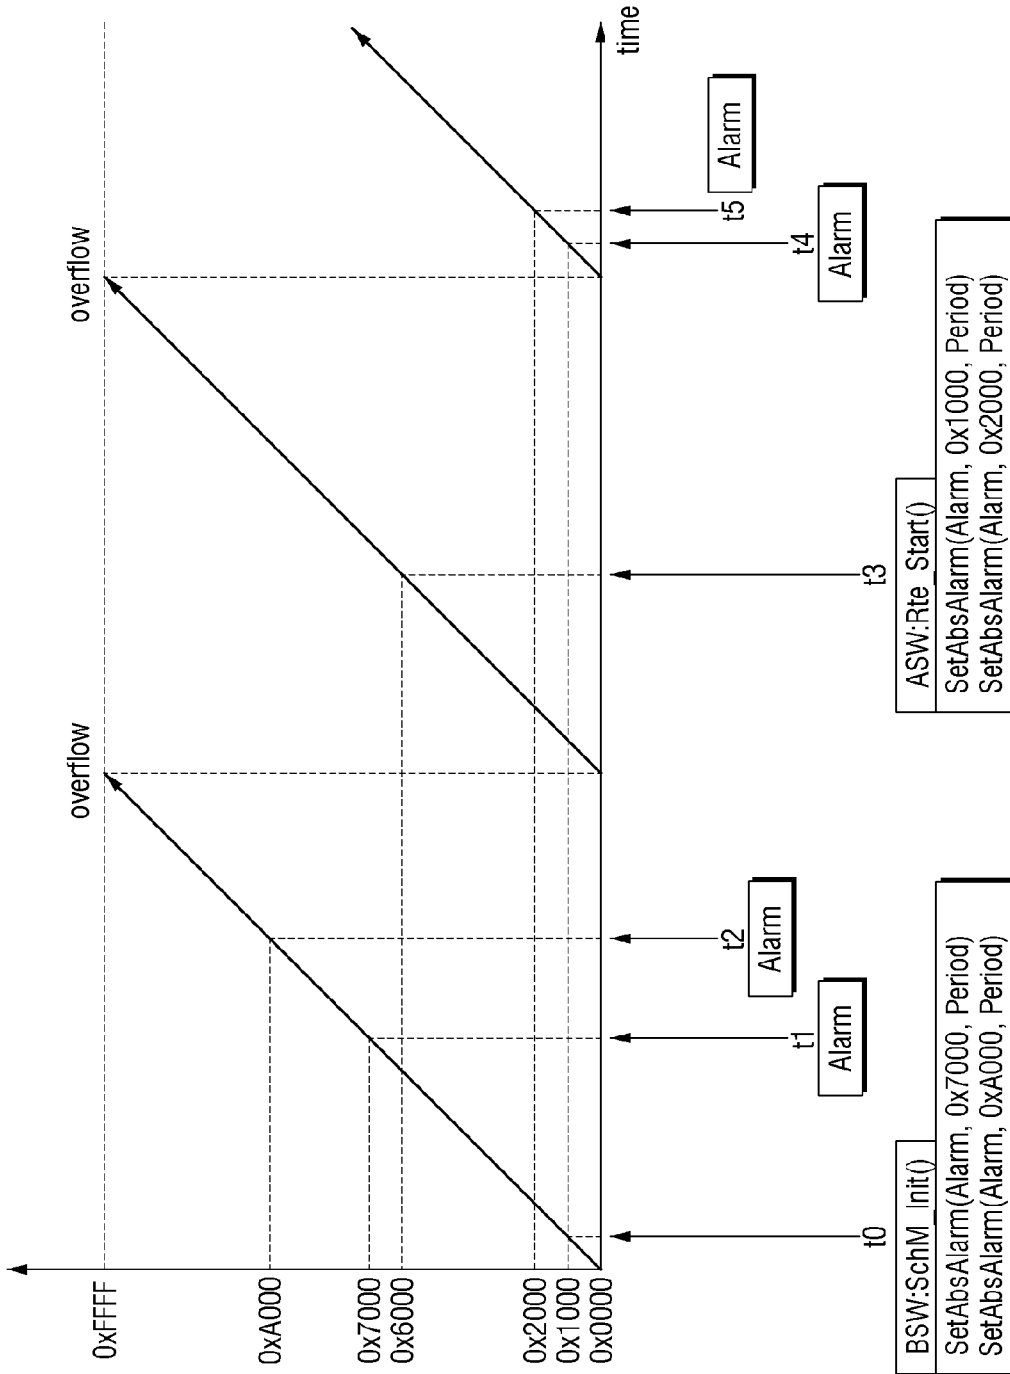 overflow
overflow
0xFFFF
0xA000
0x7000
0x6000
0x2000
0x1000
0x0000
time
t0
t1
t2
t3
t4
t5
Alarm
Alarm
Alarm
Alarm
BSW:SchM_Init()
SetAbsAlarm(Alarm, 0x7000, Period)
SetAbsAlarm(Alarm, 0xA000, Period)
ASW:Rte_Start()
SetAbsAlarm(Alarm, 0x1000, Period)
SetAbsAlarm(Alarm, 0x2000, Period)